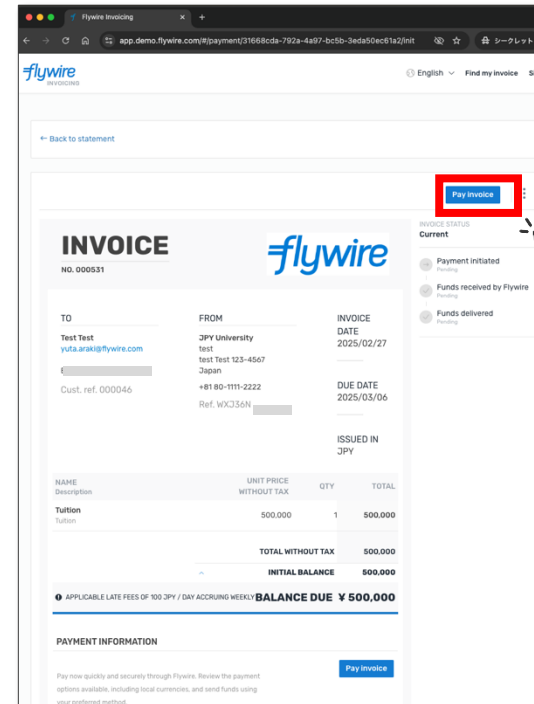 Flywire Invoicing
app.demo.flywire.com/#/payment/31668cda-792a-4a97-bc5b-3eda50ec61a2/init
シークレット
flywire
INVOICING
English
Find my invoice
← Back to statement
Pay invoice
INVOICE
NO. 000531
flywire
INVOICE STATUS
Current
Payment initiated
Pending
Funds received by Flywire
Pending
Funds delivered
Pending
TO
Test Test
yuta.araki@flywire.com
Cust. ref. 000046
FROM
JPY University
test
test Test 123-4567
Japan
+81 80-1111-2222
Ref. WXJ36N
INVOICE
DATE
2025/02/27
DUE DATE
2025/03/06
ISSUED IN
JPY
NAME
Description
UNIT PRICE
WITHOUT TAX
QTY
TOTAL
Tuition
Tuition
500,000 1 500,000
TOTAL WITHOUT TAX 500,000
INITIAL BALANCE 500,000
APPLICABLE LATE FEES OF 100 JPY / DAY ACCRUING WEEKLY BALANCE DUE ¥ 500,000
PAYMENT INFORMATION
Pay now quickly and securely through Flywire. Review the payment
options available, including local currencies, and send funds using
your preferred method.
Pay invoice